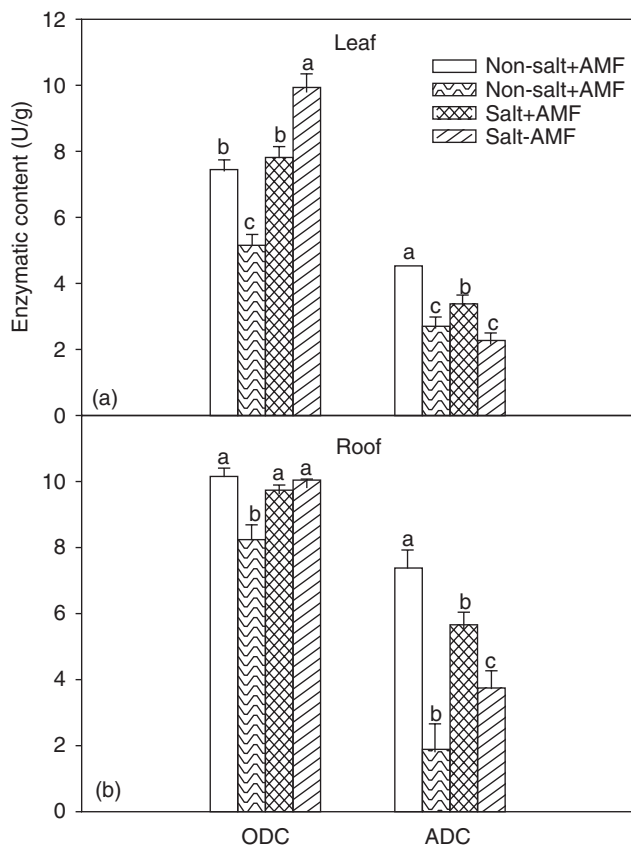 12
10
8
6
4
2
0
Enzymatic content (U/g)
Leaf
Non-salt+AMF
Non-salt+AMF
Salt+AMF
Salt-AMF
b
c
b
a
a
c
b
c
(a)
Roof
10
8
6
4
2
0
a
b
a
a
a
b
b
c
(b)
ODC
ADC